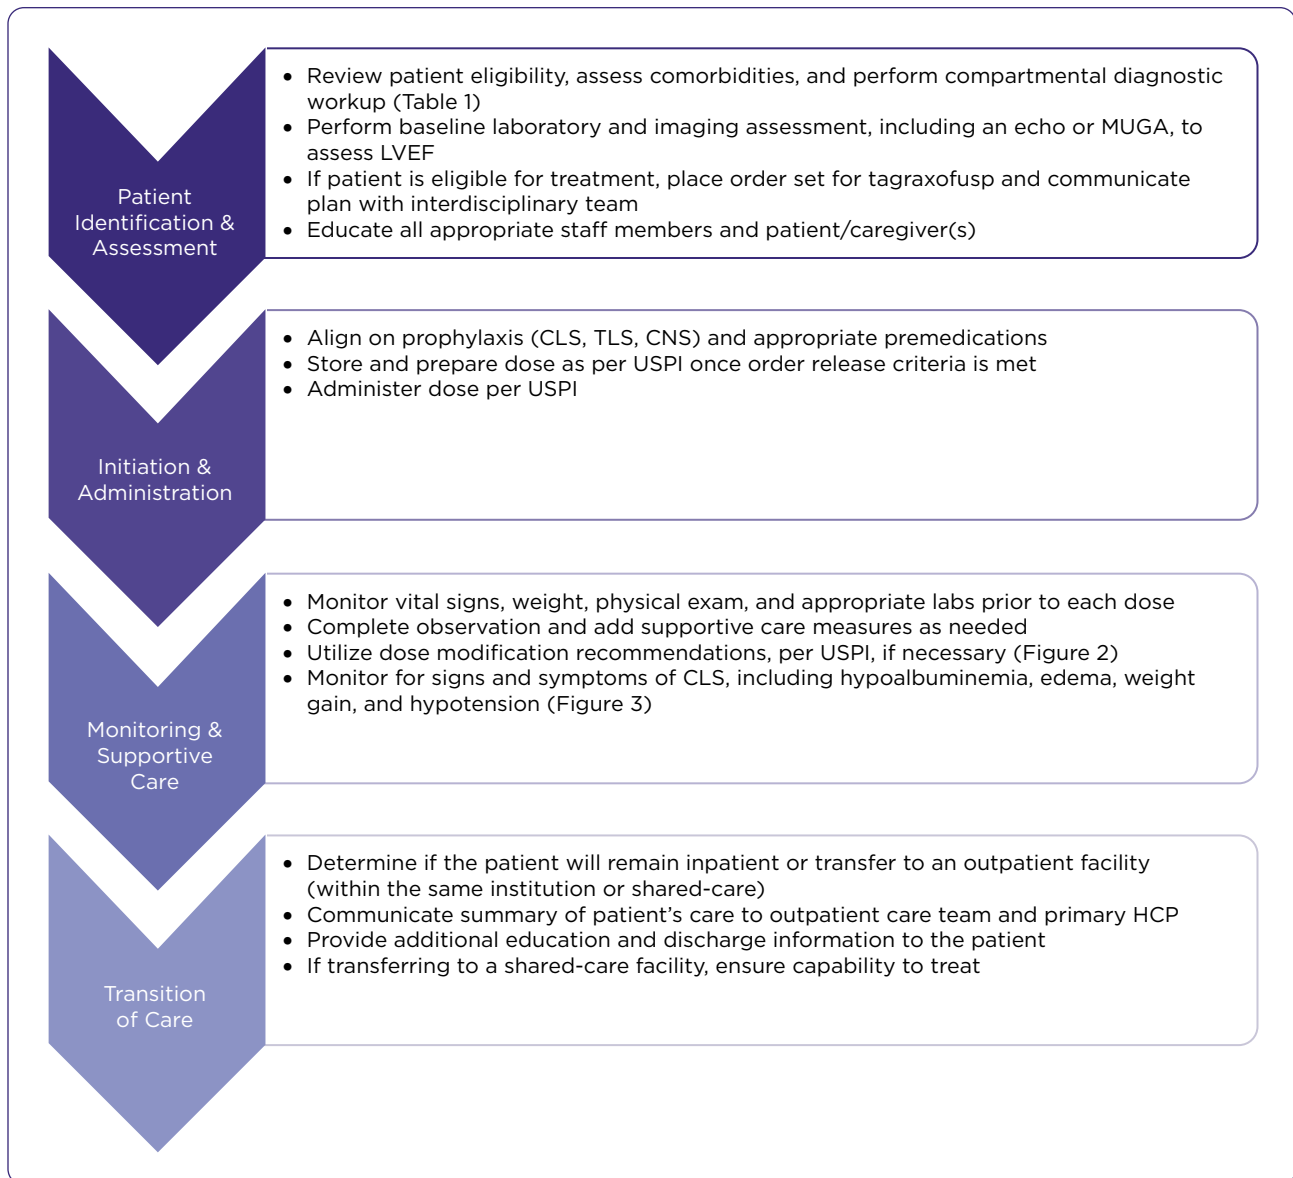 Patient
Identification &
Assessment
• Review patient eligibility, assess comorbidities, and perform compartmental diagnostic
workup (Table 1)
• Perform baseline laboratory and imaging assessment, including an echo or MUGA, to
assess LVEF
• If patient is eligible for treatment, place order set for tagraxofusp and communicate
plan with interdisciplinary team
• Educate all appropriate staff members and patient/caregiver(s)
Initiation &
Administration
• Align on prophylaxis (CLS, TLS, CNS) and appropriate premedications
• Store and prepare dose as per USPI once order release criteria is met
• Administer dose per USPI
Monitoring &
Supportive
Care
• Monitor vital signs, weight, physical exam, and appropriate labs prior to each dose
• Complete observation and add supportive care measures as needed
• Utilize dose modification recommendations, per USPI, if necessary (Figure 2)
• Monitor for signs and symptoms of CLS, including hypoalbuminemia, edema, weight
gain, and hypotension (Figure 3)
Transition
of Care
• Determine if the patient will remain inpatient or transfer to an outpatient facility
(within the same institution or shared-care)
• Communicate summary of patient's care to outpatient care team and primary HCP
• Provide additional education and discharge information to the patient
• If transferring to a shared-care facility, ensure capability to treat